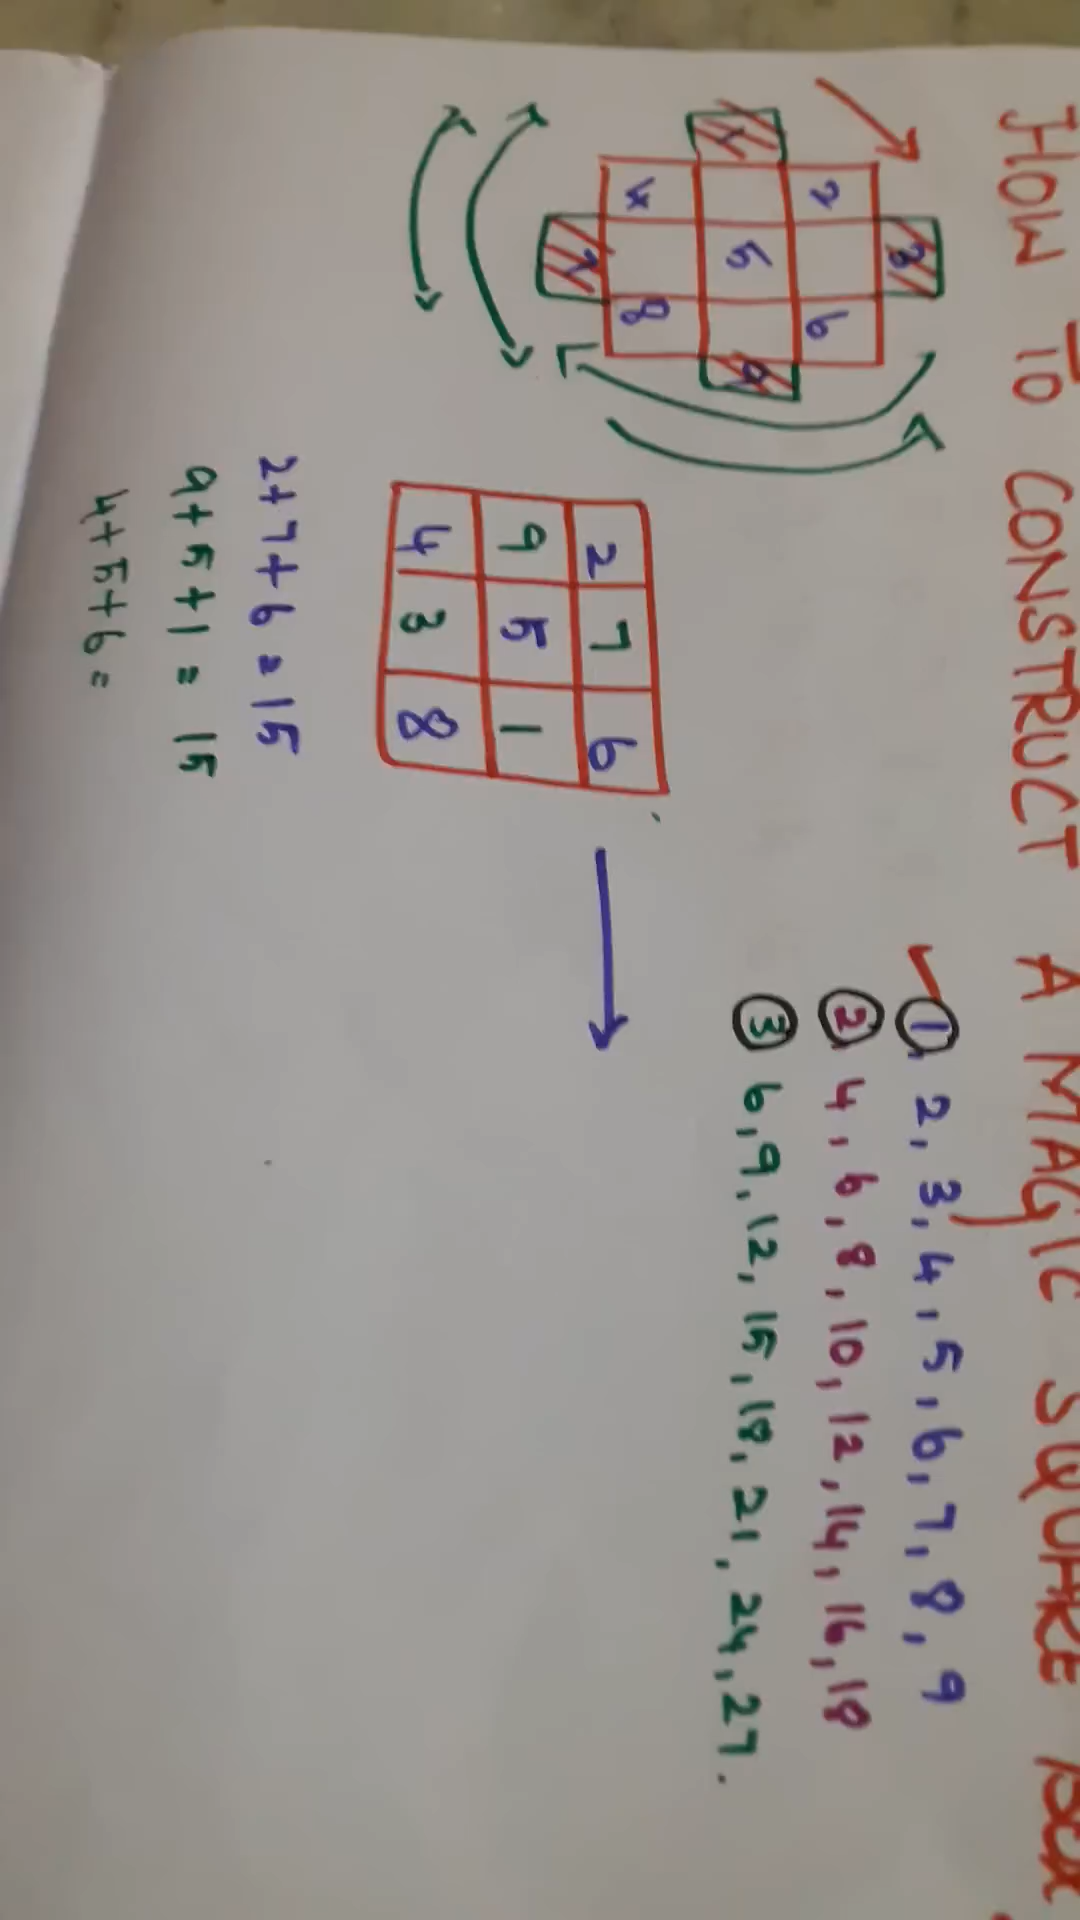 HOW TO CONSTRUCT A MAGIC SQUARE BOX
3
2 6
1 5 9
4 8
7
1, 2, 3, 4, 5, 6, 7, 8, 9
2, 4, 6, 8, 10, 12, 14, 16, 18
3 6, 9, 12, 15, 18, 21, 24, 27.
2 7 6
9 5 1
4 3 8
2+7+6=15
9+5+1=15
4+5+6=